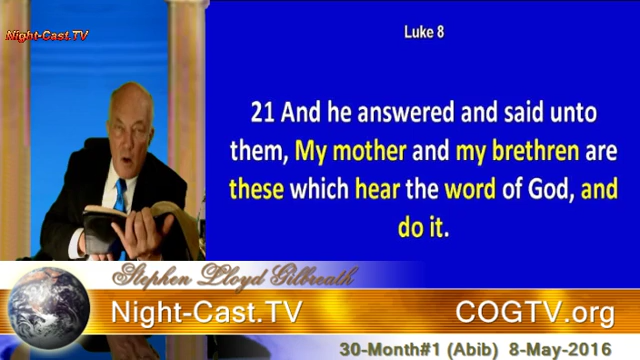 Night-Cast.TV
Luke 8
21 And he answered and said unto
them, My mother and my brethren are
these which hear the word of God, and
do it.
Stephen Lloyd Gilbreath
Night-Cast.TV
COGTV.org
30-Month#1 (Abib) 8-May-2016